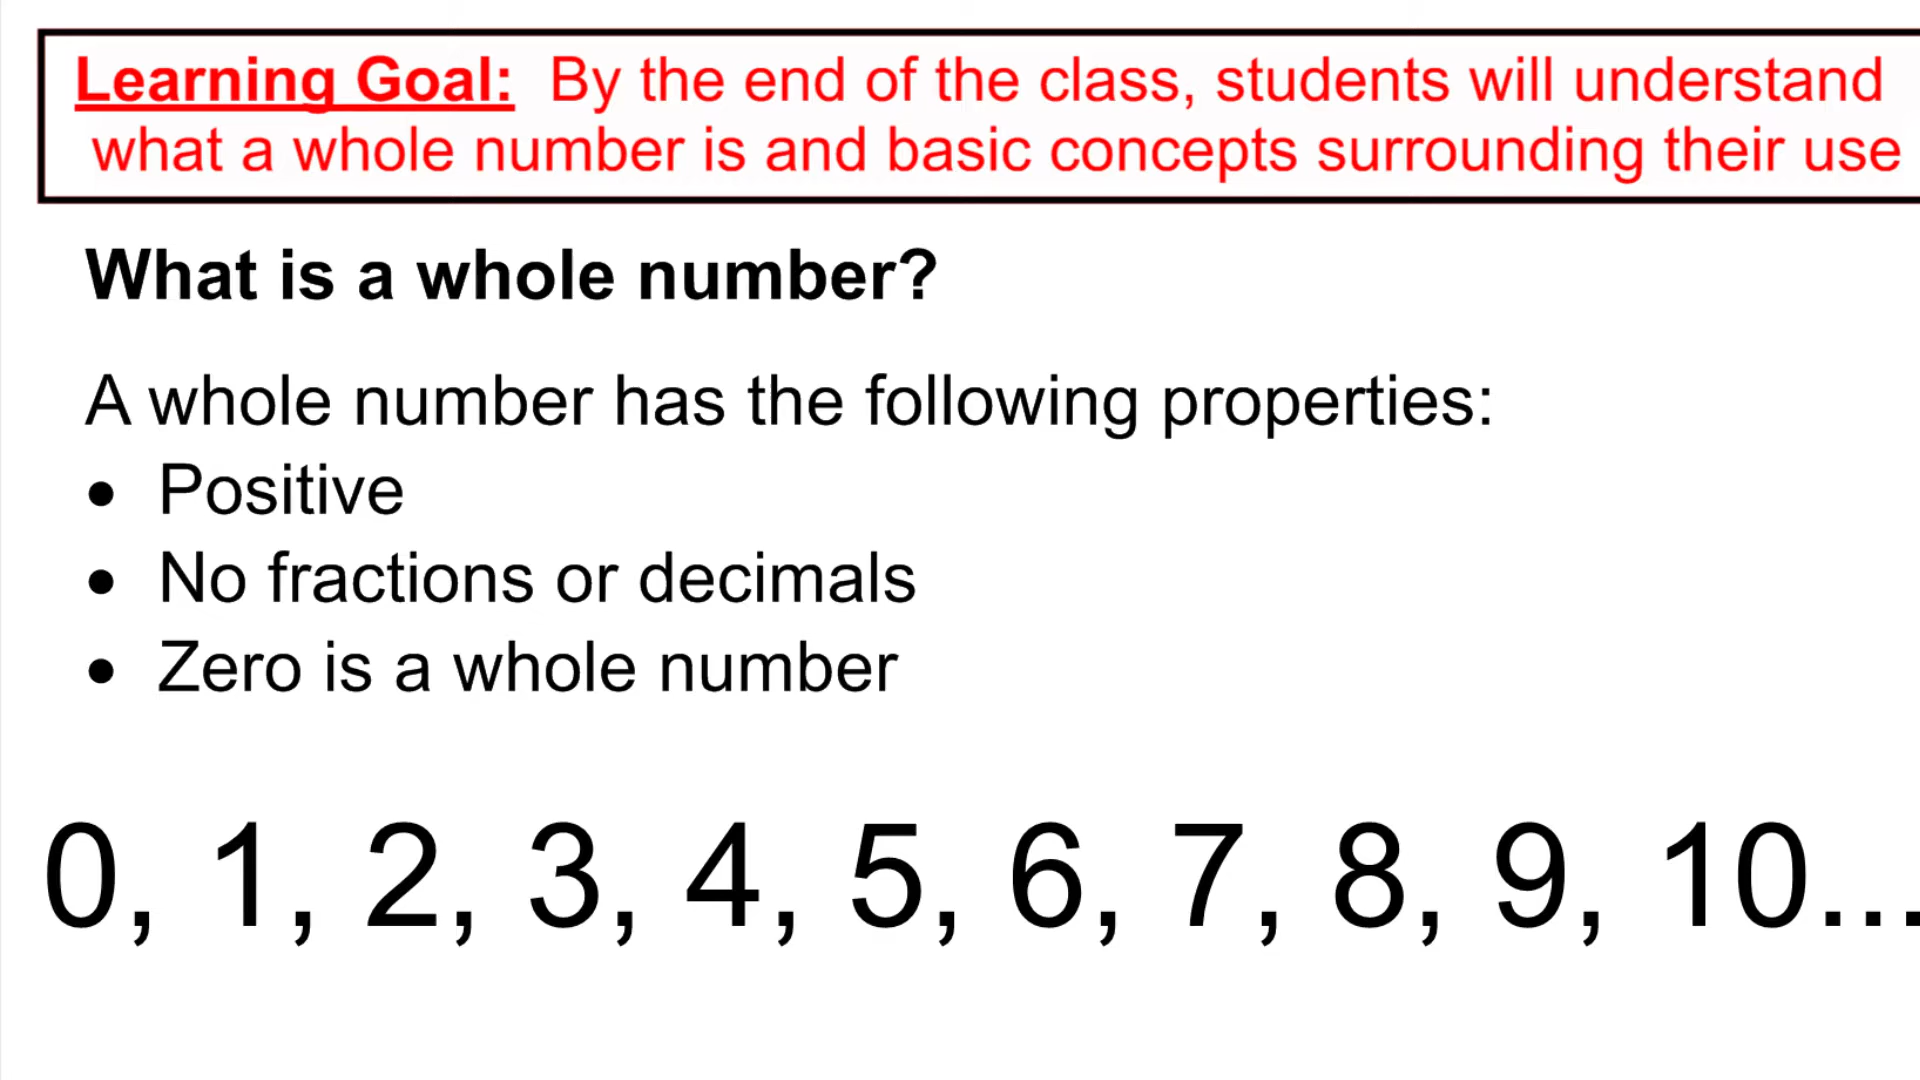 Learning Goal: By the end of the class, students will understand
what a whole number is and basic concepts surrounding their use
What is a whole number?
A whole number has the following properties:
• Positive
• No fractions or decimals
• Zero is a whole number
0, 1, 2, 3, 4, 5, 6, 7, 8, 9, 10...